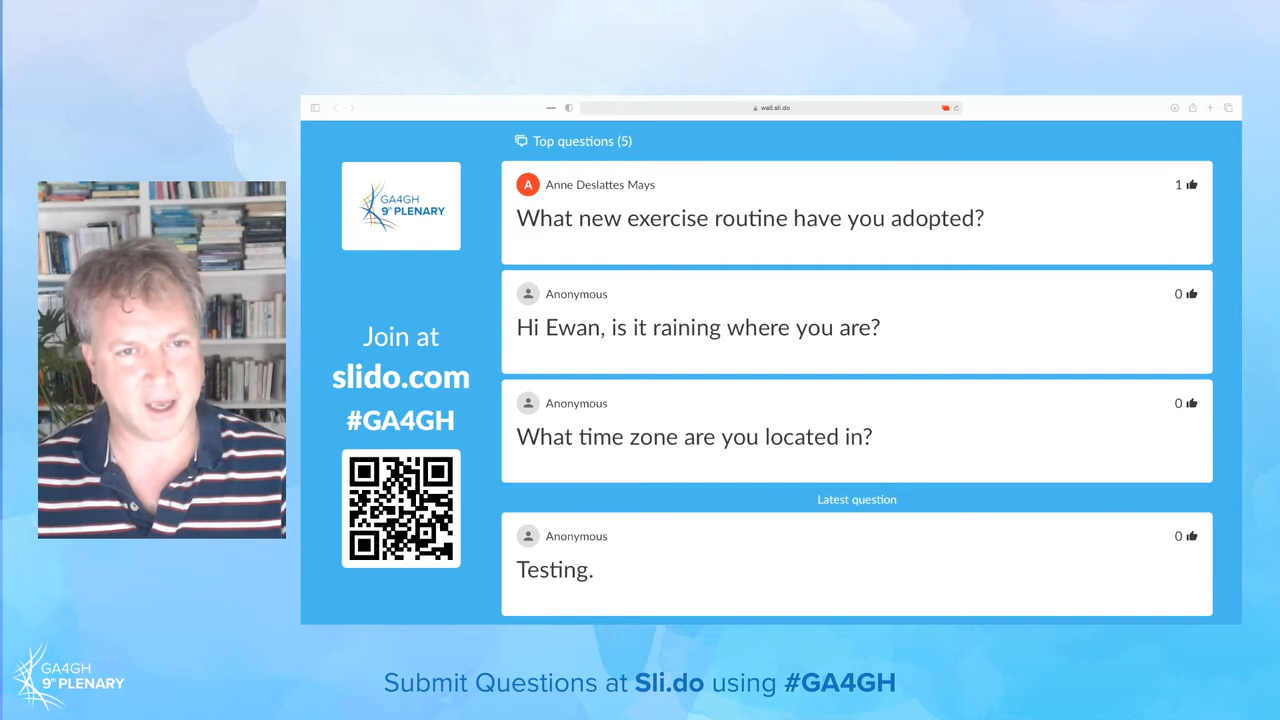 wall.sli.do
Top questions (5)
GA4GH
9th PLENARY
Join at
slido.com
#GA4GH
A Anne Deslattes Mays 1
What new exercise routine have you adopted?
Anonymous 0
Hi Ewan, is it raining where you are?
Anonymous 0
What time zone are you located in?
Latest question
Anonymous 0
Testing.
GA4GH
9th PLENARY
Submit Questions at Sli.do using #GA4GH